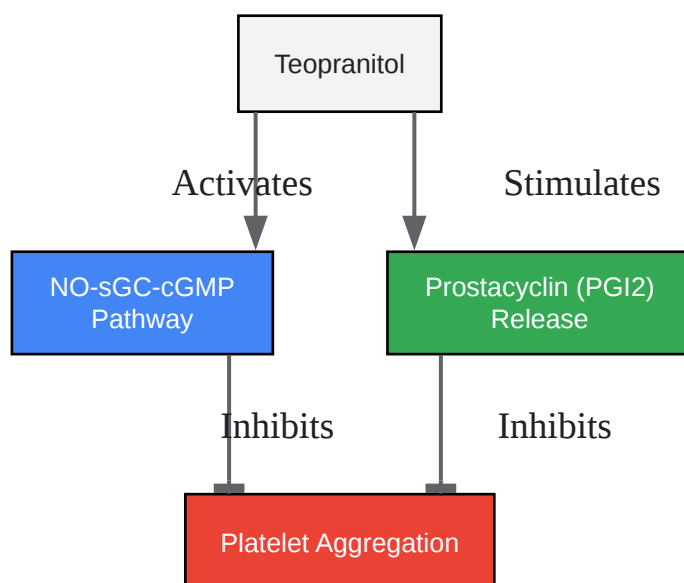 Teopranitol
Activates
Stimulates
NO-sGC-cGMP
Pathway
Prostacyclin (PGI2)
Release
Inhibits
Inhibits
Platelet Aggregation